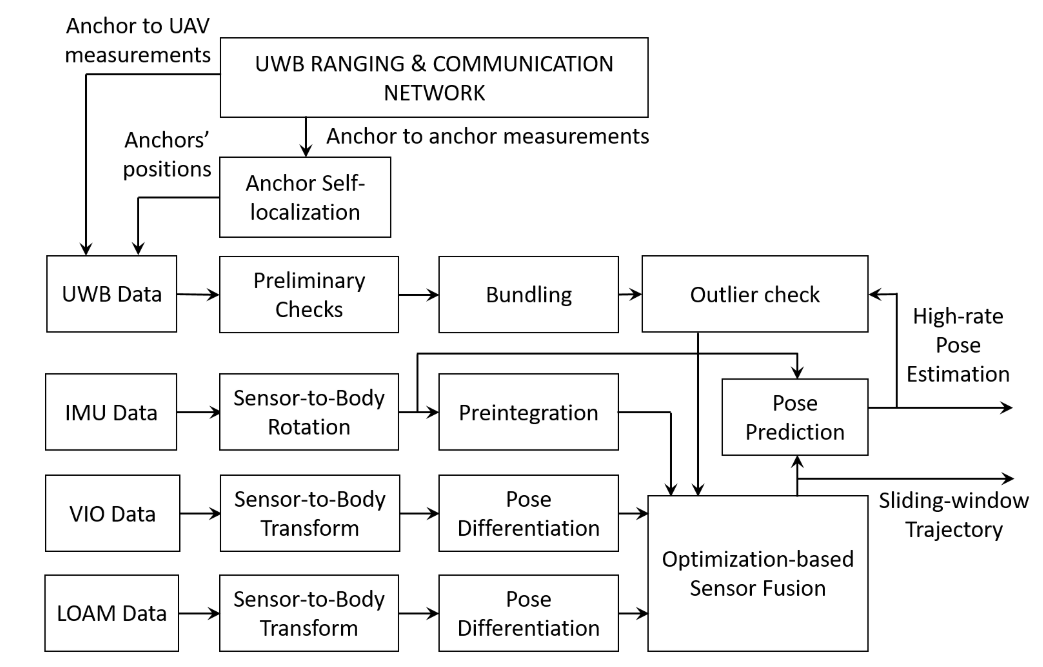 Anchor to UAV
measurements
UWB RANGING & COMMUNICATION
NETWORK
Anchor to anchor measurements
Anchors'
positions
Anchor Self-
localization
UWB Data
Preliminary
Checks
Bundling
Outlier check
High-rate
Pose
Estimation
IMU Data
Sensor-to-Body
Rotation
Preintegration
Pose
Prediction
VIO Data
Sensor-to-Body
Transform
Pose
Differentiation
Sliding-window
Trajectory
Optimization-based
Sensor Fusion
LOAM Data
Sensor-to-Body
Transform
Pose
Differentiation